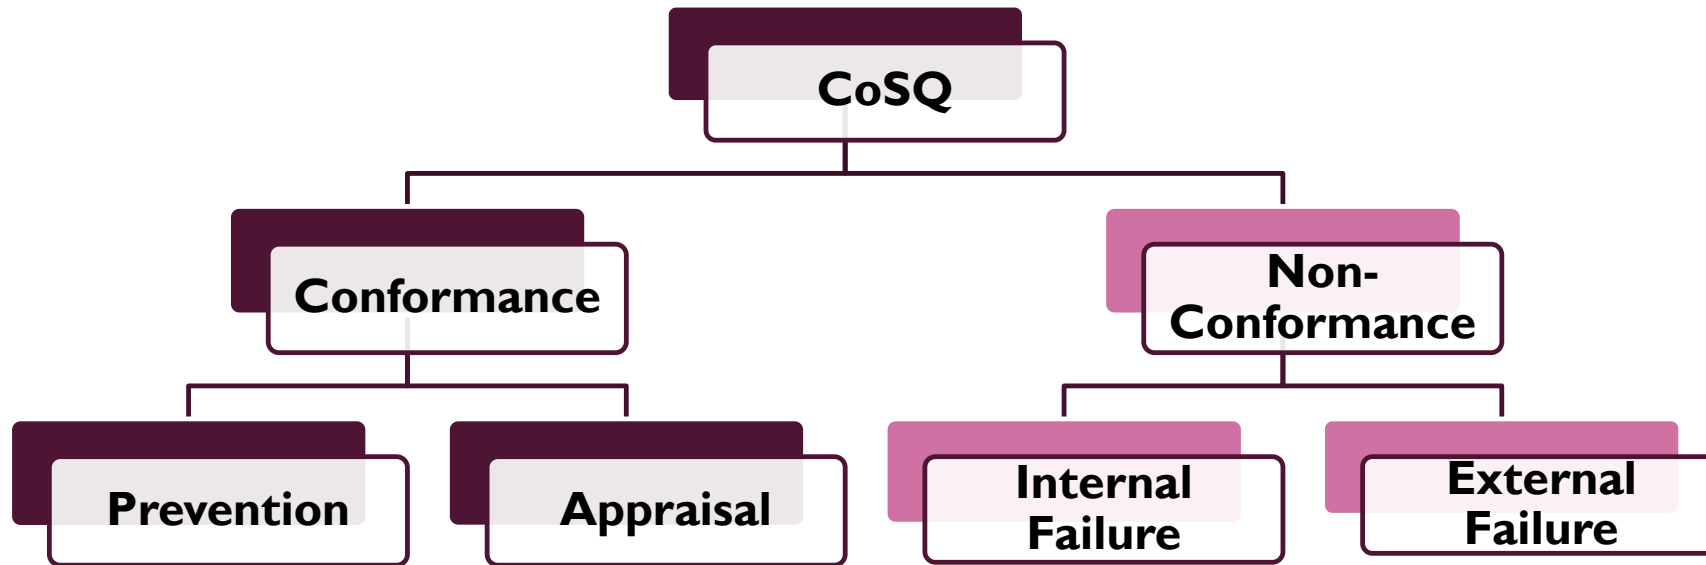 CoSQ
Conformance
Non-
Conformance
Prevention
Appraisal
Internal
Failure
External
Failure